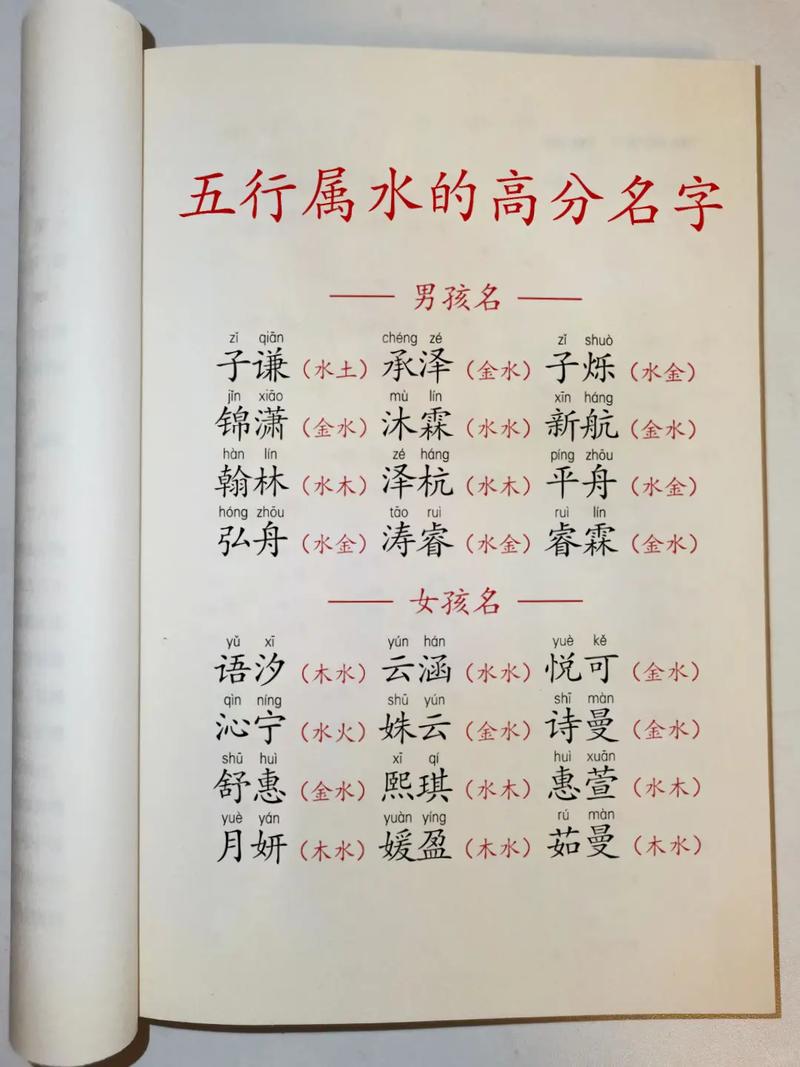 五行属水的高分名字
—— 男孩名 ——
zǐ qiān chéng zé zǐ shuò
子谦（水土）承泽（金水）子烁（水金）
jǐn xiāo mù lín xīn háng
锦潇（金水）沐霖（水水）新航（金水）
hàn lín zé háng píng zhōu
翰林（水木）泽杭（水木）平舟（水金）
hóng zhōu tāo ruì ruì lín
弘舟（水金）涛睿（水金）睿霖（金水）
—— 女孩名 ——
yǔ xī yún hán yuè kě
语汐（木水）云涵（水水）悦可（金水）
qìn níng shū yún shī màn
沁宁（水火）姝云（金水）诗曼（金水）
shū huì xī qí huì xuān
舒惠（金水）熙琪（水木）惠萱（水木）
yuè yán yuàn yíng rú màn
月妍（木水）媛盈（木水）茹曼（木水）